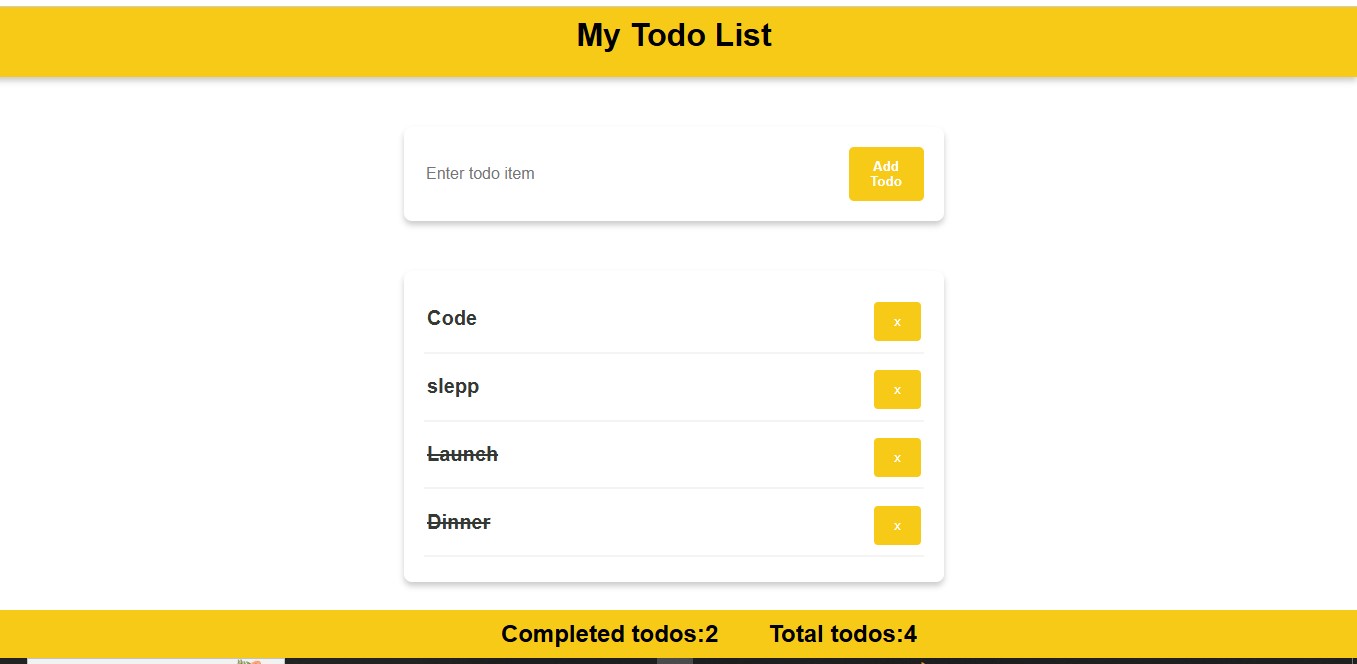 My Todo List
Enter todo item
Add
Todo
Code
x
slepp
x
Launch
x
Dinner
x
Completed todos:2 Total todos:4